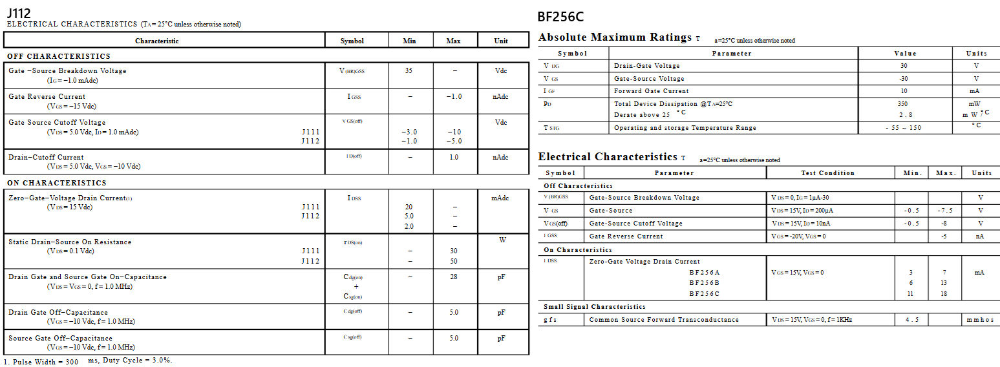 J112
ELECTRICAL CHARACTERISTICS (TA = 25°C unless otherwise noted)
Characteristic Symbol Min Max Unit
OFF CHARACTERISTICS
Gate −Source Breakdown Voltage V (BR)GSS 35 − Vdc
(IG = −1.0 mAdc)
Gate Reverse Current I GSS − −1.0 nAdc
(VGS = −15 Vdc)
Gate Source Cutoff Voltage V GS(off) Vdc
(VDS = 5.0 Vdc, ID = 1.0 mAdc) J111 −3.0 −10
J112 −1.0 −5.0
Drain−Cutoff Current I D(off) − 1.0 nAdc
(VDS = 5.0 Vdc, VGS = −10 Vdc)
ON CHARACTERISTICS
Zero−Gate−Voltage Drain Current(1) I DSS mAdc
(VDS = 15 Vdc) J111 20 −
J112 5.0 −
2.0 −
Static Drain−Source On Resistance rDS(on) W
(VDS = 0.1 Vdc) J111 − 30
J112 − 50
Drain Gate and Source Gate On−Capacitance Cdg(on) − 28 pF
(VDS = VGS = 0, f = 1.0 MHz) +
Csg(on)
Drain Gate Off−Capacitance C dg(off) − 5.0 pF
(VGS = −10 Vdc, f = 1.0 MHz)
Source Gate Off−Capacitance C sg(off) − 5.0 pF
(VGS = −10 Vdc, f = 1.0 MHz)
1. Pulse Width = 300 ms, Duty Cycle = 3.0%.
BF256C
Absolute Maximum Ratings T a=25°C unless otherwise noted
Symbol Parameter Value Units
V DG Drain-Gate Voltage 30 V
V GS Gate-Source Voltage -30 V
I GF Forward Gate Current 10 mA
PD Total Device Dissipation @TA=25°C 350 mW
Derate above 25 °C 2.8 mW/°C
T STG Operating and storage Temperature Range - 55 ~ 150 °C
Electrical Characteristics T a=25°C unless otherwise noted
Symbol Parameter Test Condition Min. Max. Units
Off Characteristics
V (BR)GSS Gate-Source Breakdown Voltage VDS = 0, IG = 1µA-30 V
V GS Gate-Source VDS = 15V, ID = 200µA -0.5 -7.5 V
VGS(off) Gate-Source Cutoff Voltage VDS = 15V, ID = 10nA -0.5 -8 V
I GSS Gate Reverse Current VGS = -20V, VGS = 0 -5 nA
On Characteristics
I DSS Zero-Gate Voltage Drain Current
BF256A VGS = 15V, VGS = 0 3 7 mA
BF256B 6 13
BF256C 11 18
Small Signal Characteristics
gfs Common Source Forward Transconductance VDS = 15V, VGS = 0, f = 1KHz 4.5 mmhos